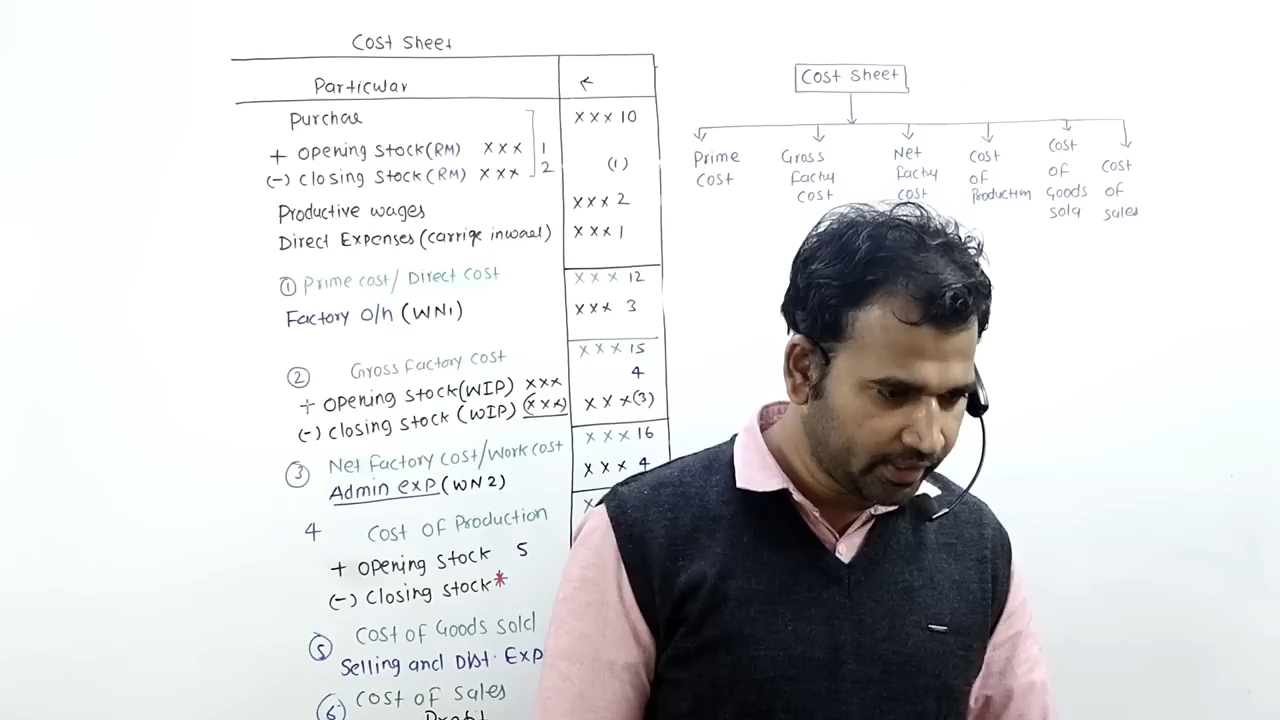 Cost Sheet
Particular ₹
Purchae xxx 10
+ Opening Stock (RM) xxx 1
(-) Closing Stock (RM) xxx 2 (1)
Productive wages xxx 2
Direct Expenses (carrige inward) xxx 1
① Prime cost / Direct cost xxx 12
Factory O/h (WN1) xxx 3
② Gross Factory Cost xxx 15
+ Opening Stock (WIP) xxx 4
(-) Closing Stock (WIP) (xxx) xxx (3)
③ Net Factory cost/Work cost xxx 16
Admin exp (WN2) xxx 4
4 Cost of Production
+ Opening Stock 5
(-) Closing Stock *
⑤ Cost of Goods Sold
Selling and Dist. Exp
⑥ Cost of Sales
Profit
Cost Sheet
Prime Cost
Gross Facty Cost
Net Facty Cost
Cost of Production
Cost of Goods Sold
Cost of Sales